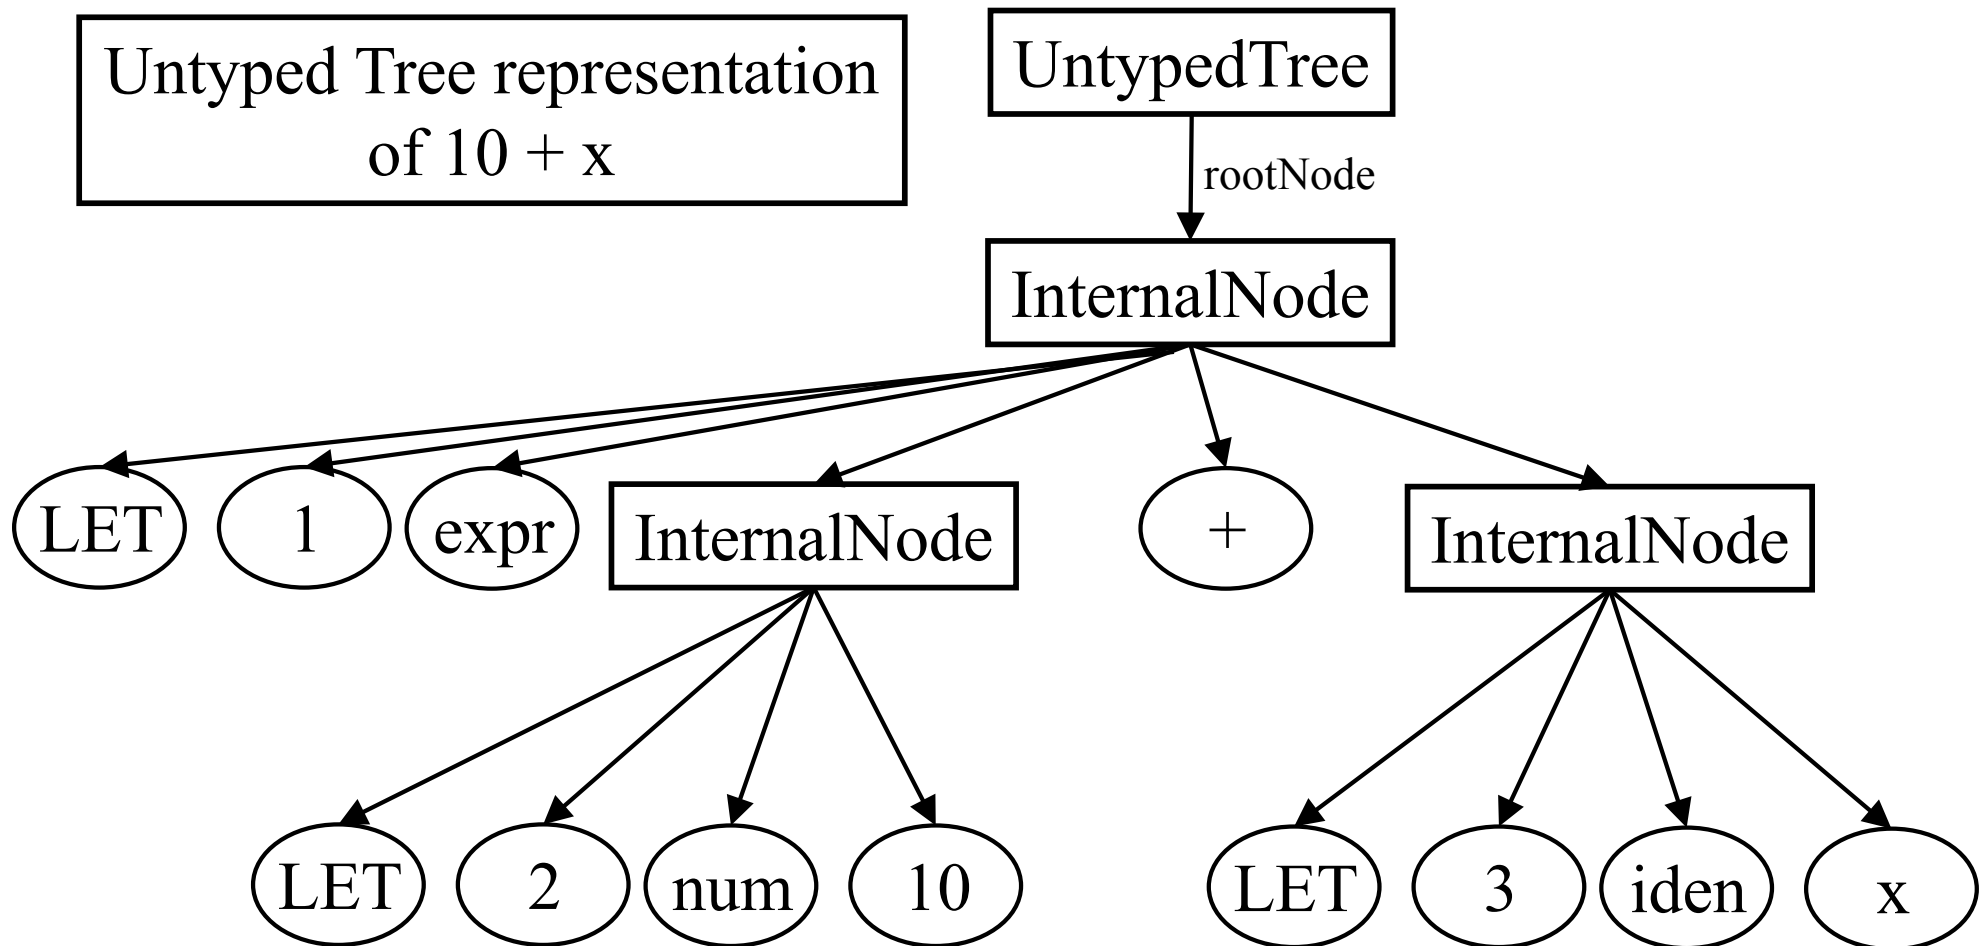 Untyped Tree representation
of 10 + x
UntypedTree
rootNode
InternalNode
LET
1
expr
InternalNode
+
InternalNode
LET
2
num
10
LET
3
iden
x